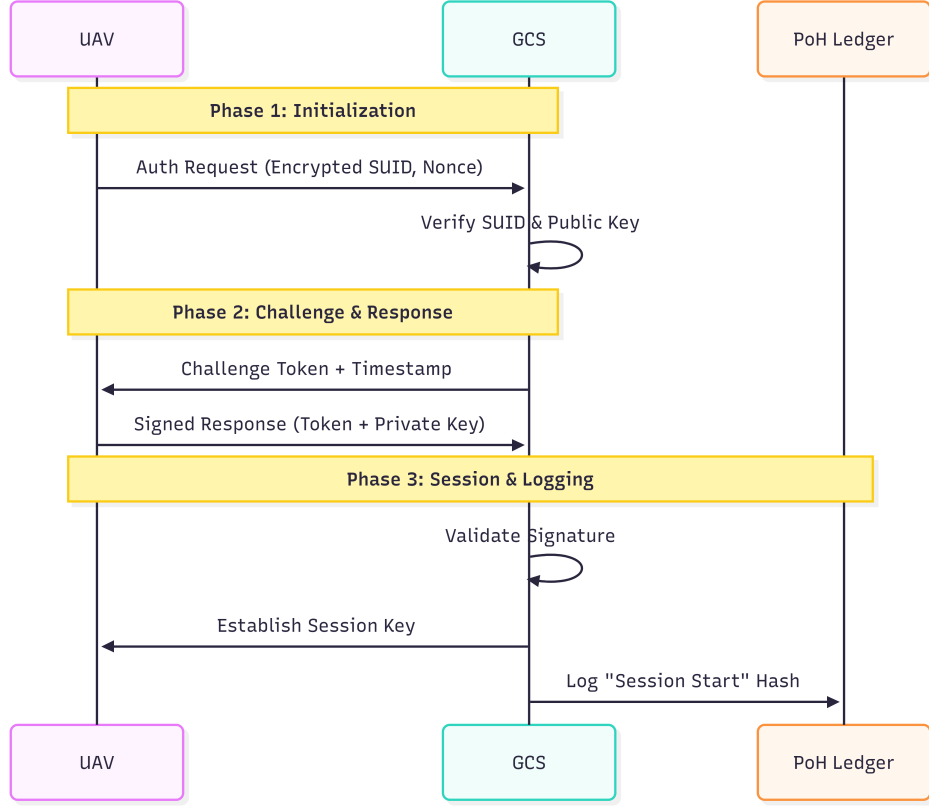 UAV
GCS
PoH Ledger
Phase 1: Initialization
Auth Request (Encrypted SUID, Nonce)
Verify SUID & Public Key
Phase 2: Challenge & Response
Challenge Token + Timestamp
Signed Response (Token + Private Key)
Phase 3: Session & Logging
Validate Signature
Establish Session Key
Log "Session Start" Hash
UAV
GCS
PoH Ledger